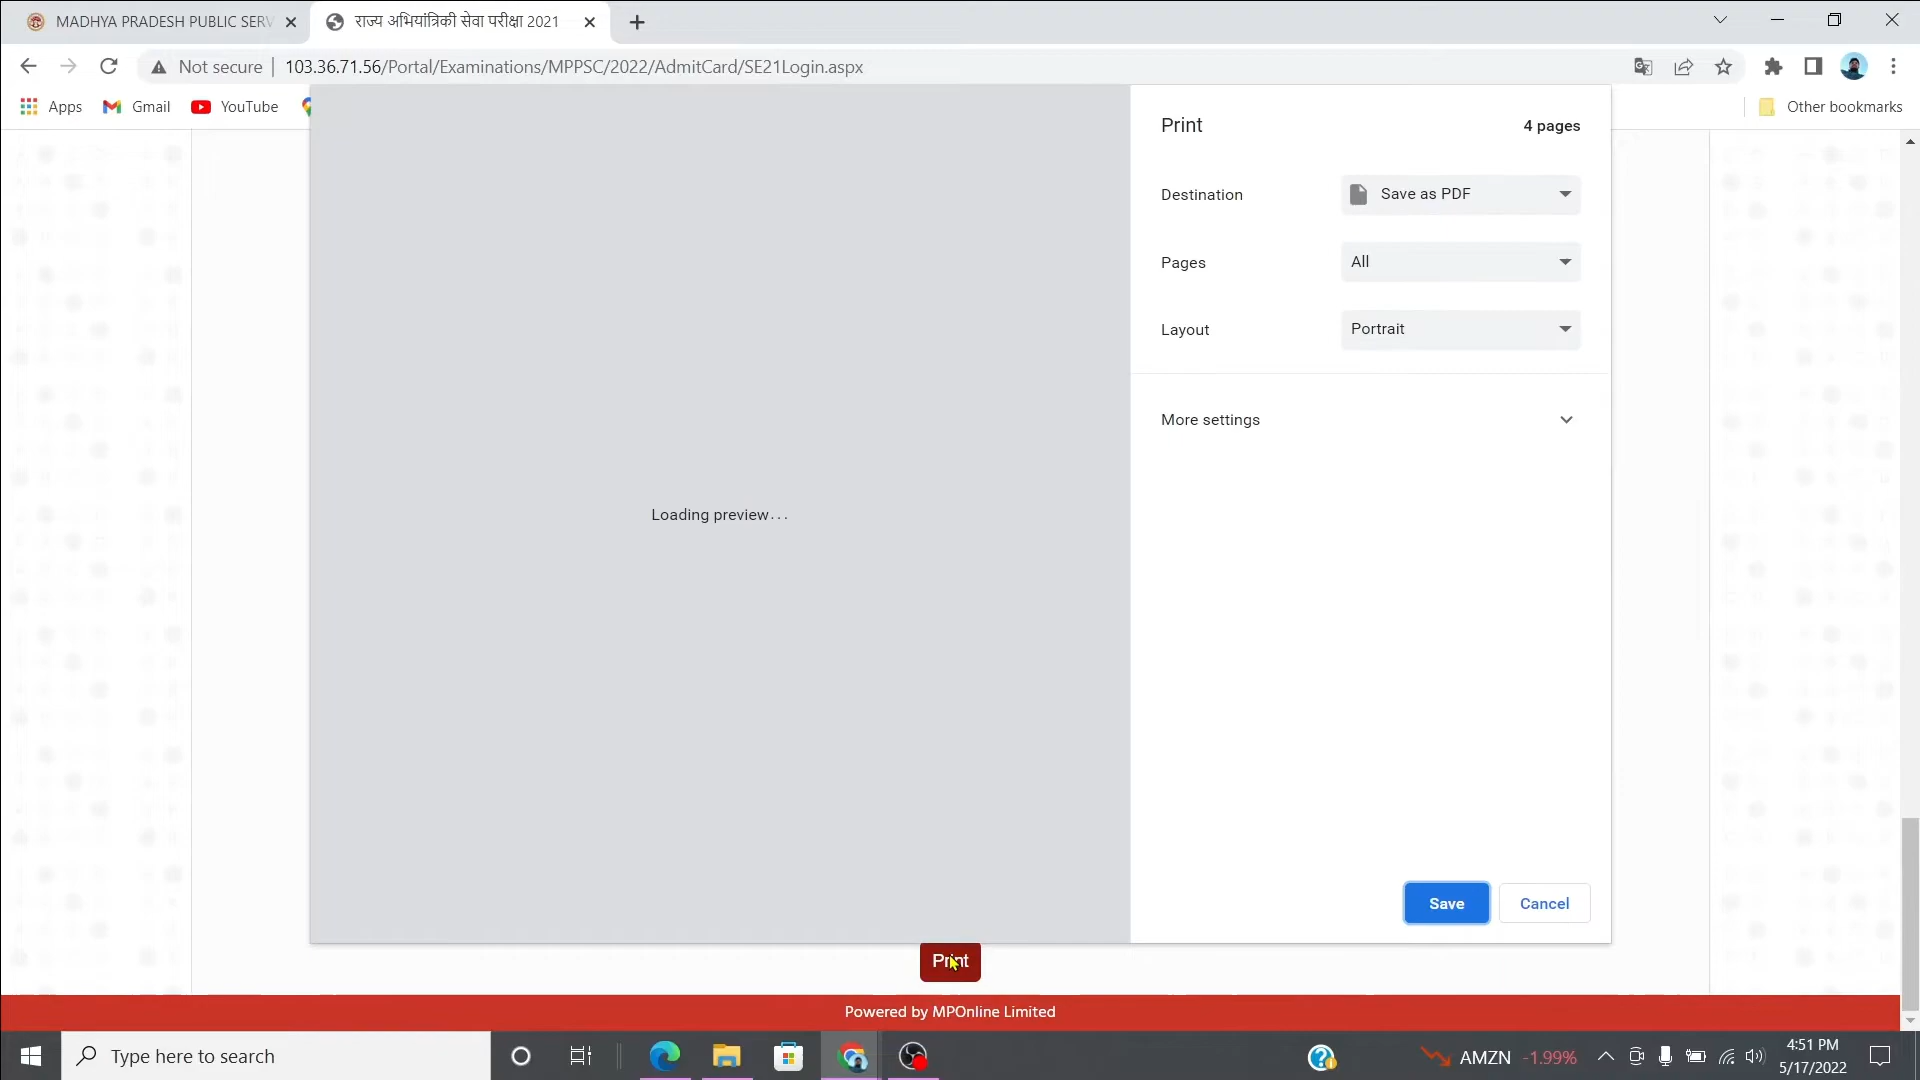 MADHYA PRADESH PUBLIC SERV
राज्य अभियांत्रिकी सेवा परीक्षा 2021
Not secure
103.36.71.56/Portal/Examinations/MPPSC/2022/AdmitCard/SE21Login.aspx
Apps
Gmail
YouTube
Other bookmarks
Print
4 pages
Destination
Save as PDF
Pages
All
Layout
Portrait
More settings
Loading preview...
Save
Cancel
Print
Powered by MPOnline Limited
Type here to search
AMZN -1.99%
4:51 PM
5/17/2022